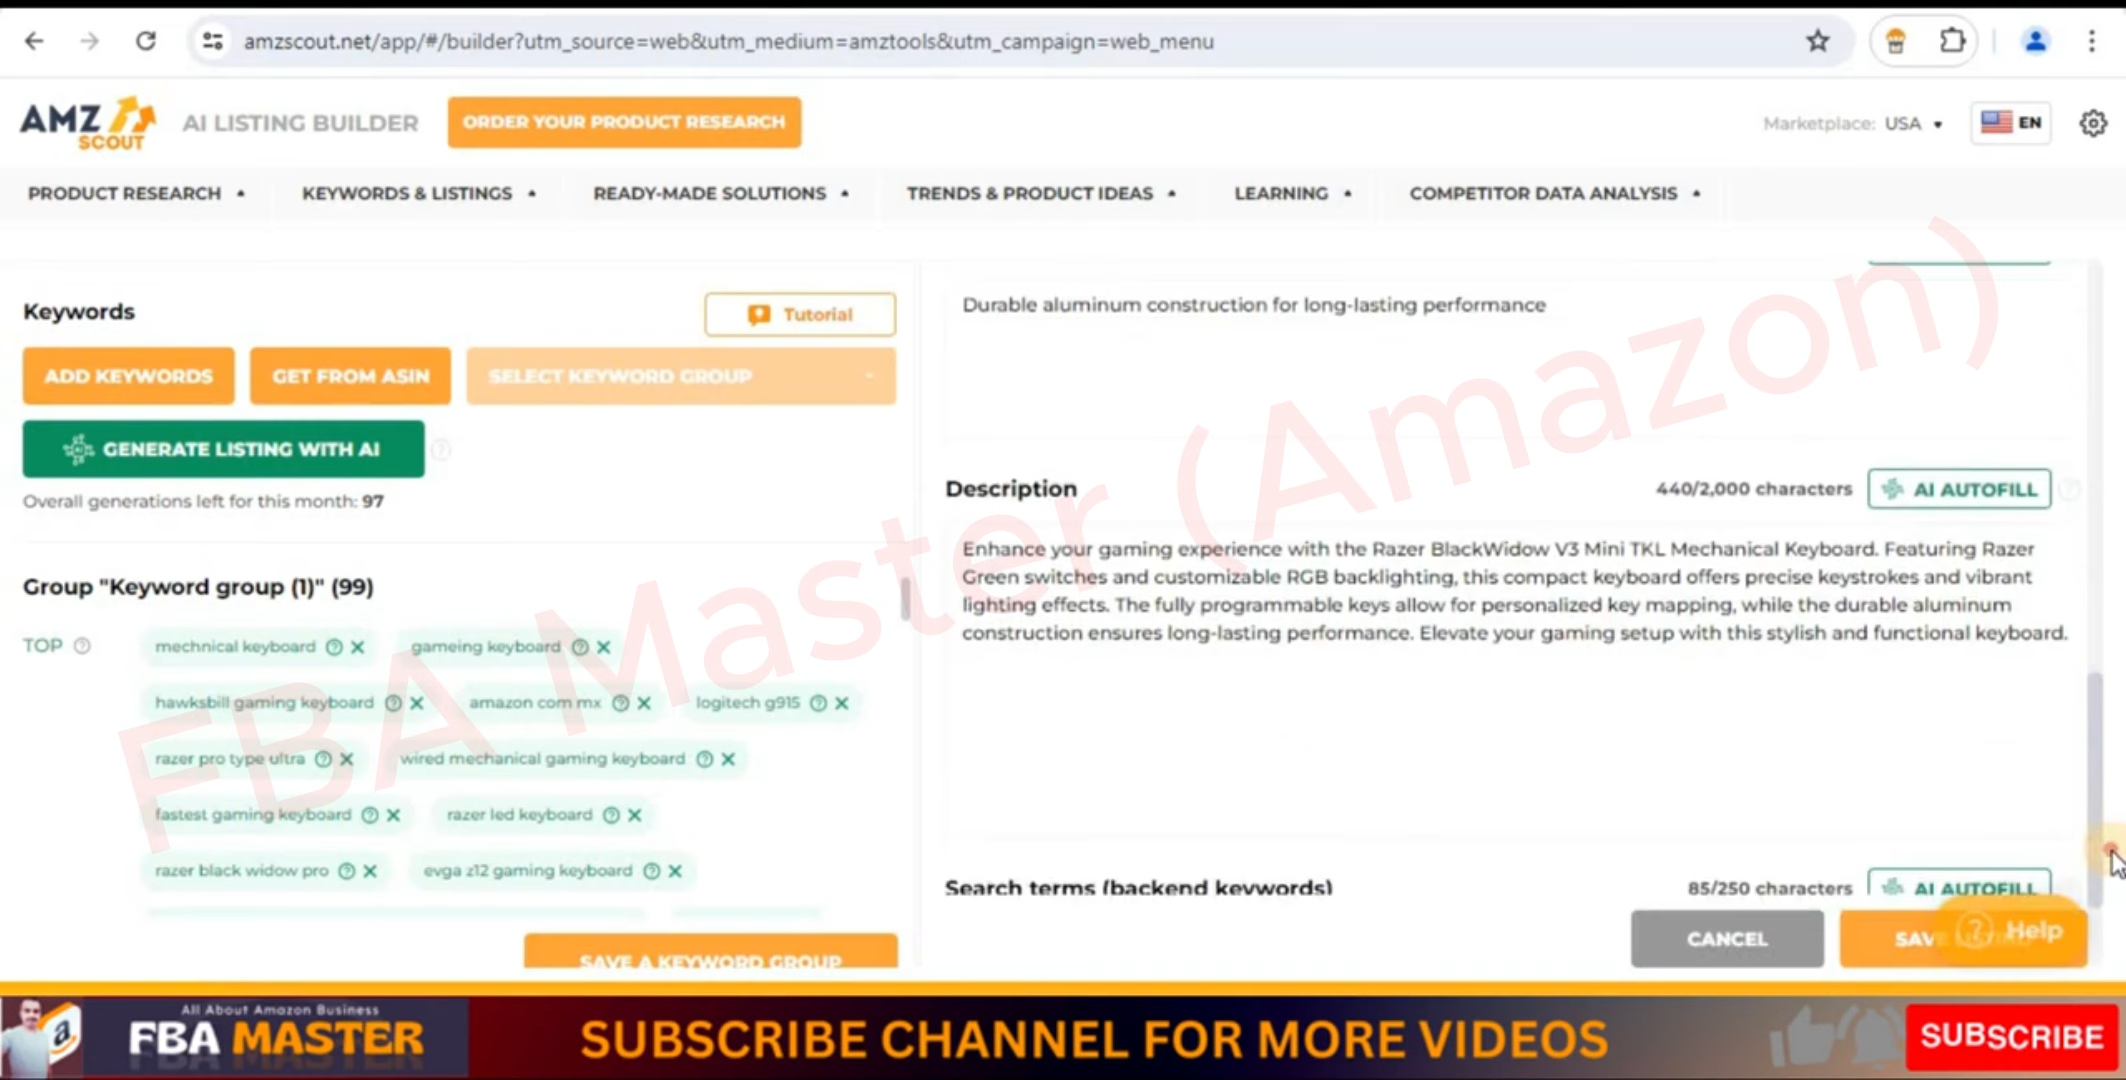 amzscout.net/app/#/builder?utm_source=web&utm_medium=amztools&utm_campaign=web_menu
AMZ SCOUT
AI LISTING BUILDER
ORDER YOUR PRODUCT RESEARCH
Marketplace: USA
EN
PRODUCT RESEARCH
KEYWORDS & LISTINGS
READY-MADE SOLUTIONS
TRENDS & PRODUCT IDEAS
LEARNING
COMPETITOR DATA ANALYSIS
Keywords
Tutorial
ADD KEYWORDS
GET FROM ASIN
SELECT KEYWORD GROUP
GENERATE LISTING WITH AI
Overall generations left for this month: 97
Group "Keyword group (1)" (99)
TOP
mechnical keyboard
gameing keyboard
hawksbill gaming keyboard
amazon com mx
logitech g915
razer pro type ultra
wired mechanical gaming keyboard
fastest gaming keyboard
razer led keyboard
razer black widow pro
evga z12 gaming keyboard
SAVE A KEYWORD GROUP
Durable aluminum construction for long-lasting performance
Description
440/2,000 characters
AI AUTOFILL
Enhance your gaming experience with the Razer BlackWidow V3 Mini TKL Mechanical Keyboard. Featuring Razer
Green switches and customizable RGB backlighting, this compact keyboard offers precise keystrokes and vibrant
lighting effects. The fully programmable keys allow for personalized key mapping, while the durable aluminum
construction ensures long-lasting performance. Elevate your gaming setup with this stylish and functional keyboard.
Search terms (backend keywords)
85/250 characters
AI AUTOFILL
CANCEL
Help
FBA Master (Amazon)
All About Amazon Business
FBA MASTER
SUBSCRIBE CHANNEL FOR MORE VIDEOS
SUBSCRIBE